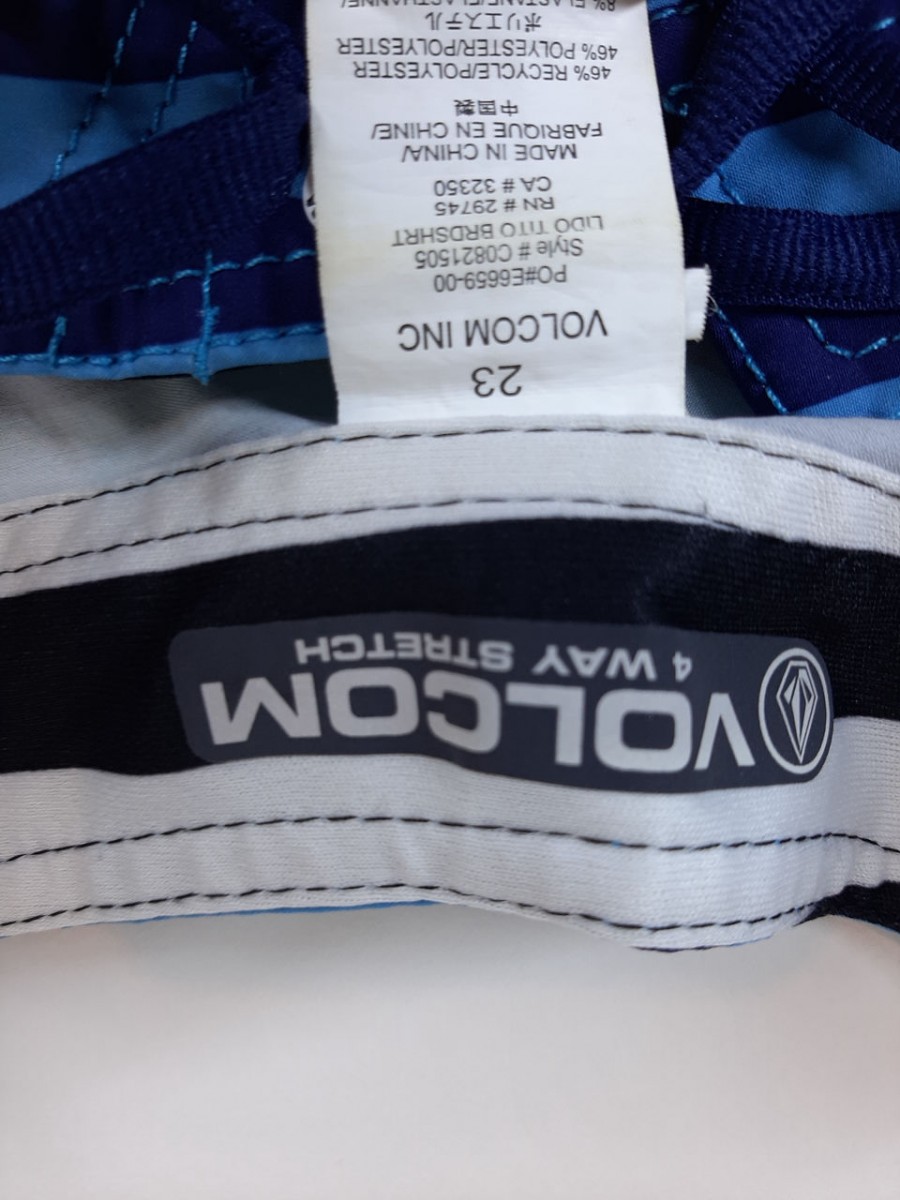 VOLCOM
4 WAY STRETCH
23
VOLCOM INC
PO#E6659-00
Style # C0821505
LIDO TITO BRDSHRT
RN # 29745
CA # 32350
MADE IN CHINA/
FABRIQUE EN CHINE/
中国製
46% RECYCLE/POLYESTER
46% POLYESTER/POLYESTER
ポリエステル
8% ELASTANE/ELASTHANNE/